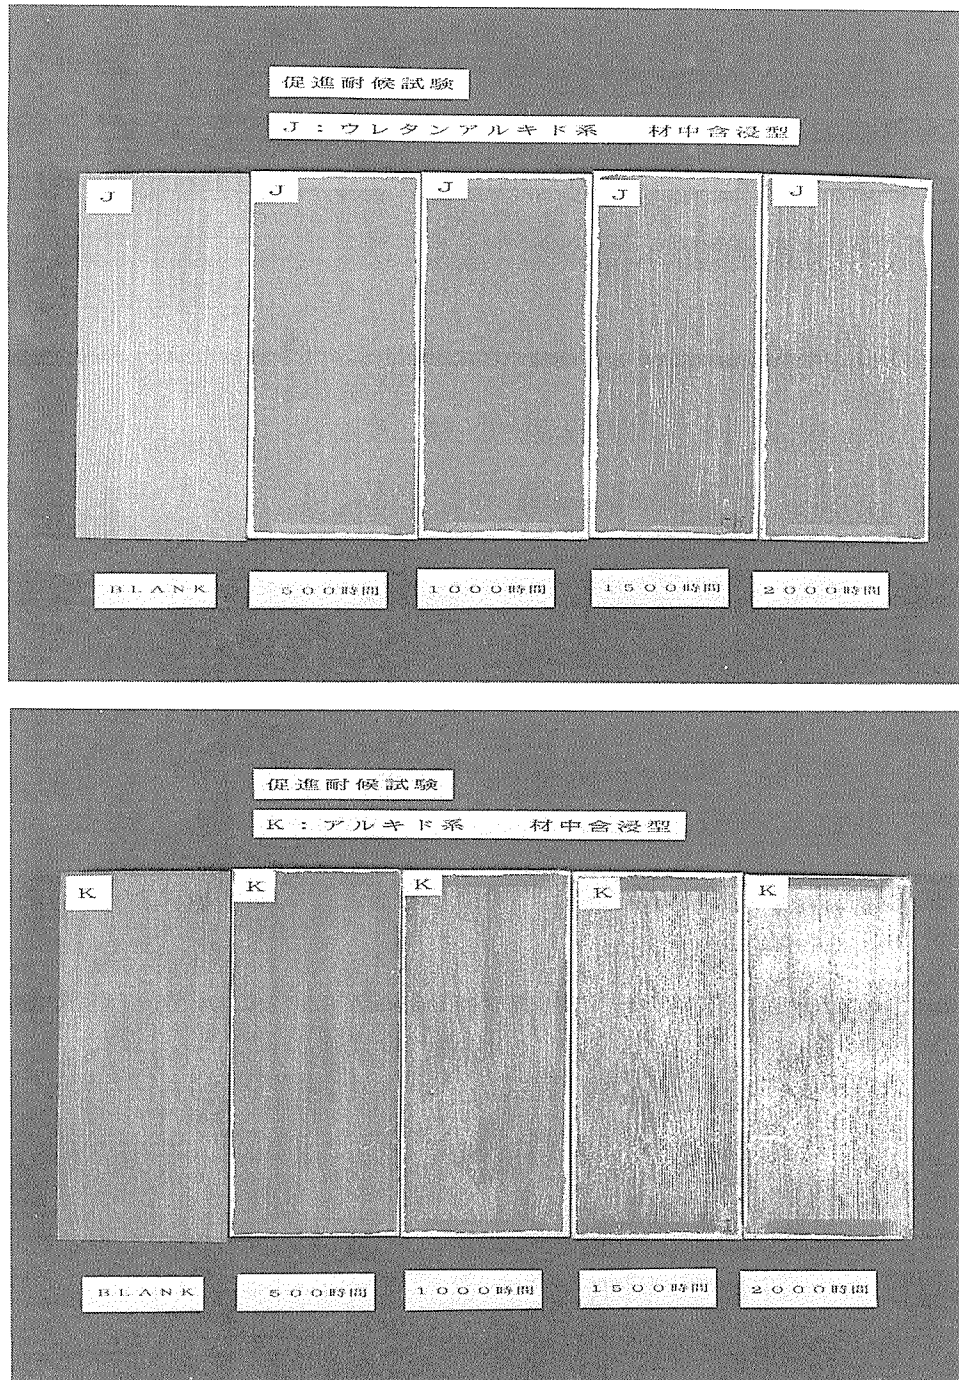 促進耐候試験
J：ウレタンアルキド系　材中含浸型
J J J J J
BLANK 500時間 1000時間 1500時間 2000時間
促進耐候試験
K：アルキド系　材中含浸型
K K K K K
BLANK 500時間 1000時間 1500時間 2000時間